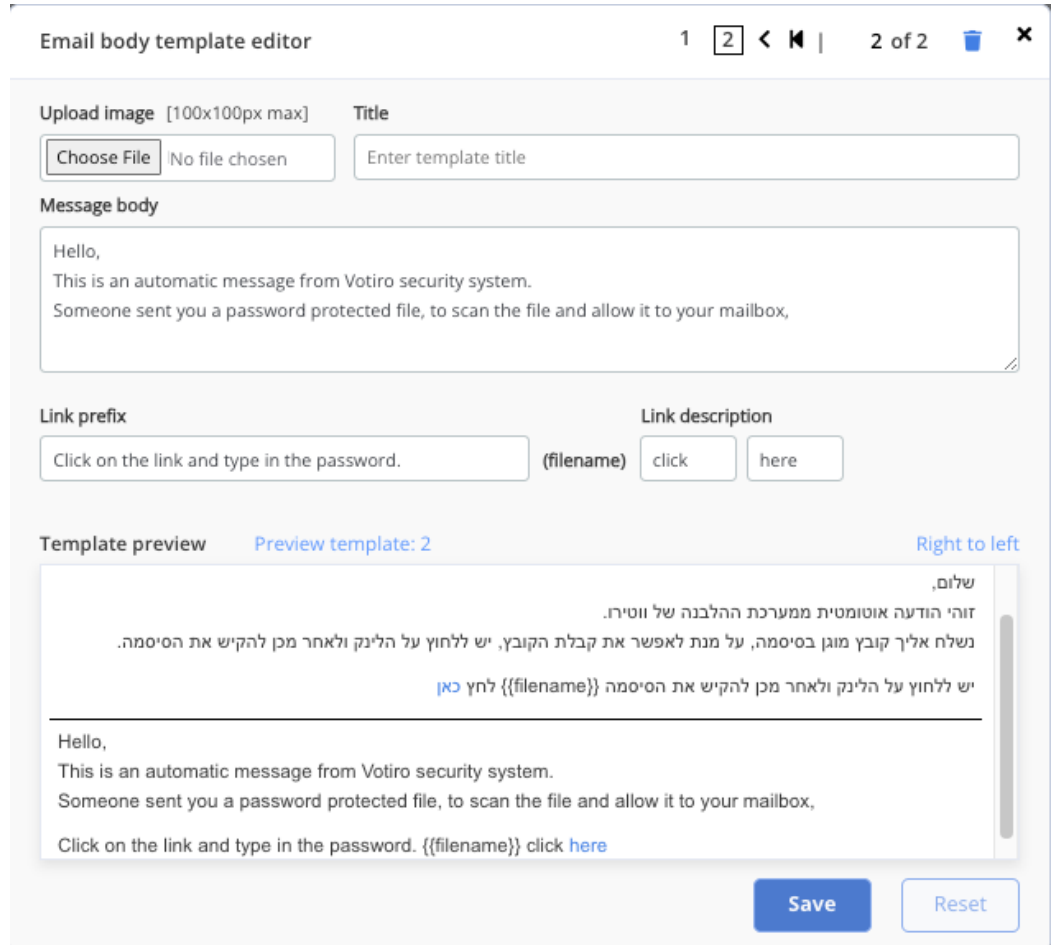 Email body template editor 1 2 | 2 of 2
Upload image [100x100px max] Title
Choose File No file chosen Enter template title
Message body
Hello,
This is an automatic message from Votiro security system.
Someone sent you a password protected file, to scan the file and allow it to your mailbox,
Link prefix Link description
Click on the link and type in the password. (filename) click here
Template preview Preview template: 2 Right to left
שלום,
זוהי הודעה אוטומטית ממערכת ההלבנה של ווטירו.
נשלח אליך קובץ מוגן בסיסמה, על מנת לאפשר את קבלת הקובץ, יש ללחוץ על הלינק ולאחר מכן להקיש את הסיסמה.
יש ללחוץ על הלינק ולאחר מכן להקיש את הסיסמה {{filename}} לחץ כאן
Hello,
This is an automatic message from Votiro security system.
Someone sent you a password protected file, to scan the file and allow it to your mailbox,
Click on the link and type in the password. {{filename}} click here
Save Reset